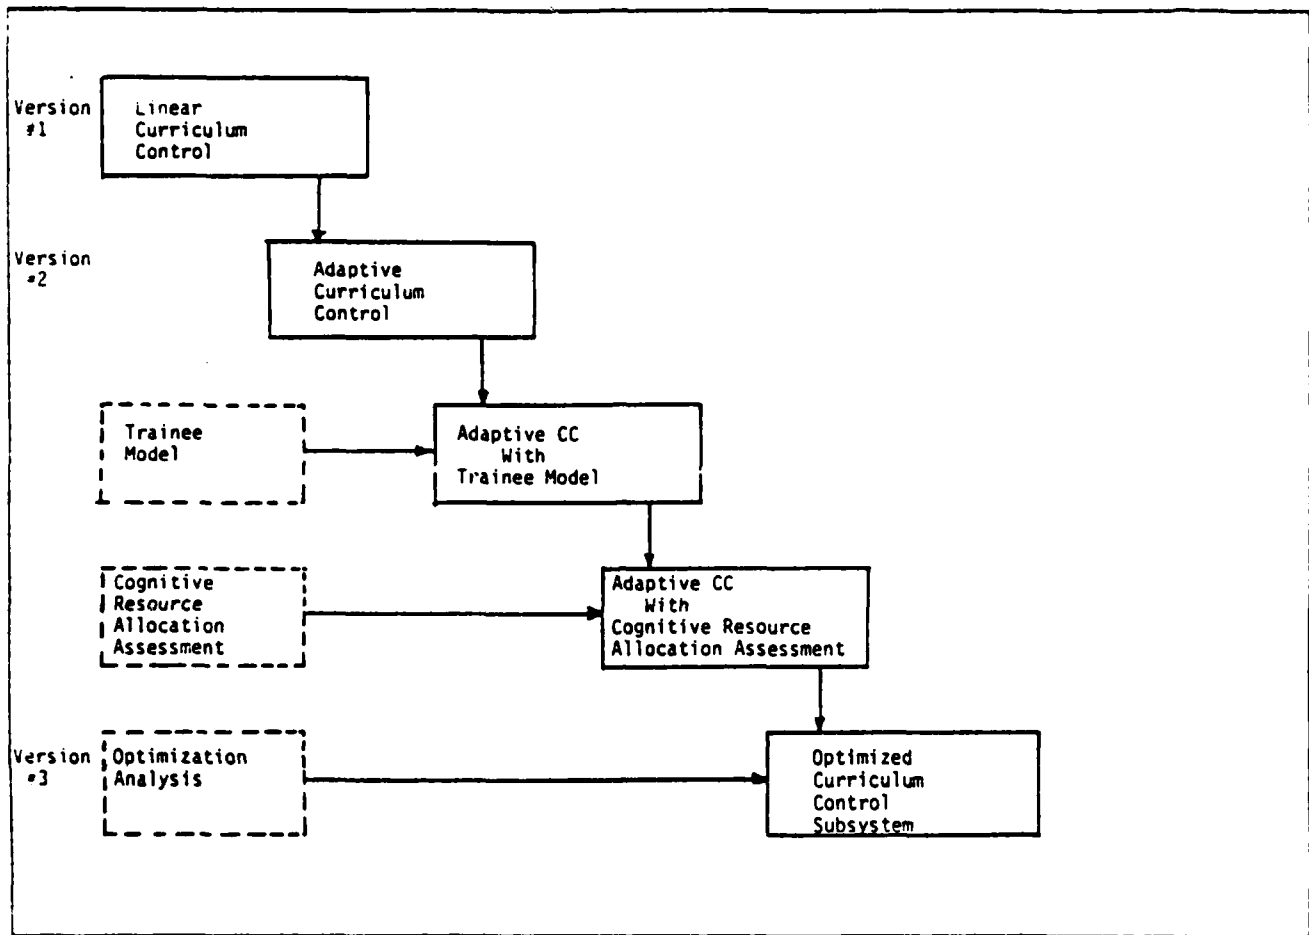 Version
#1
Linear
Curriculum
Control
Version
#2
Adaptive
Curriculum
Control
Trainee
Model
Adaptive CC
With
Trainee Model
Cognitive
Resource
Allocation
Assessment
Adaptive CC
With
Cognitive Resource
Allocation Assessment
Version
#3
Optimization
Analysis
Optimized
Curriculum
Control
Subsystem